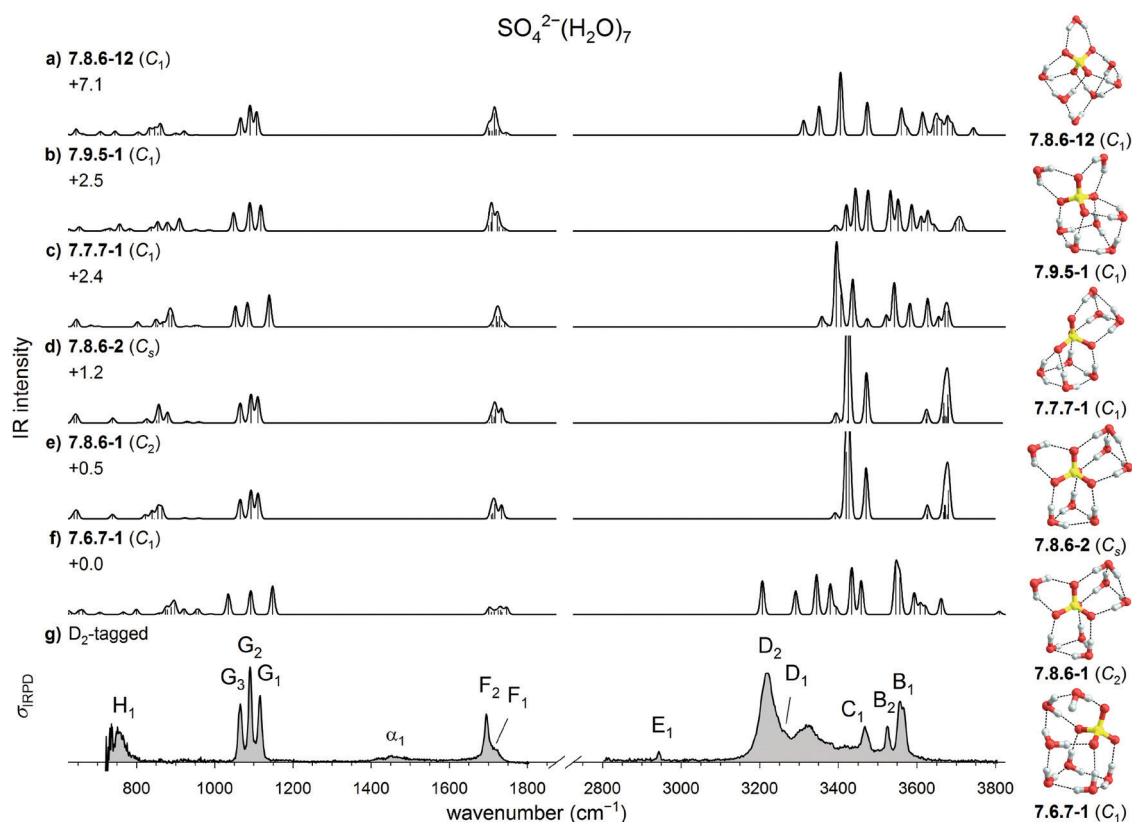 SO₄²⁻(H₂O)₇
a) 7.8.6-12 (C₁)
+7.1
b) 7.9.5-1 (C₁)
+2.5
c) 7.7.7-1 (C₁)
+2.4
d) 7.8.6-2 (Cₛ)
+1.2
e) 7.8.6-1 (C₂)
+0.5
f) 7.6.7-1 (C₁)
+0.0
g) D₂-tagged
IR intensity
σIRPD
H₁
G₃
G₂
G₁
α₁
F₂
F₁
E₁
D₂
D₁
C₁
B₂
B₁
800 1000 1200 1400 1600 1800 2800 3000 3200 3400 3600 3800
wavenumber (cm⁻¹)
7.8.6-12 (C₁)
7.9.5-1 (C₁)
7.7.7-1 (C₁)
7.8.6-2 (Cₛ)
7.8.6-1 (C₂)
7.6.7-1 (C₁)